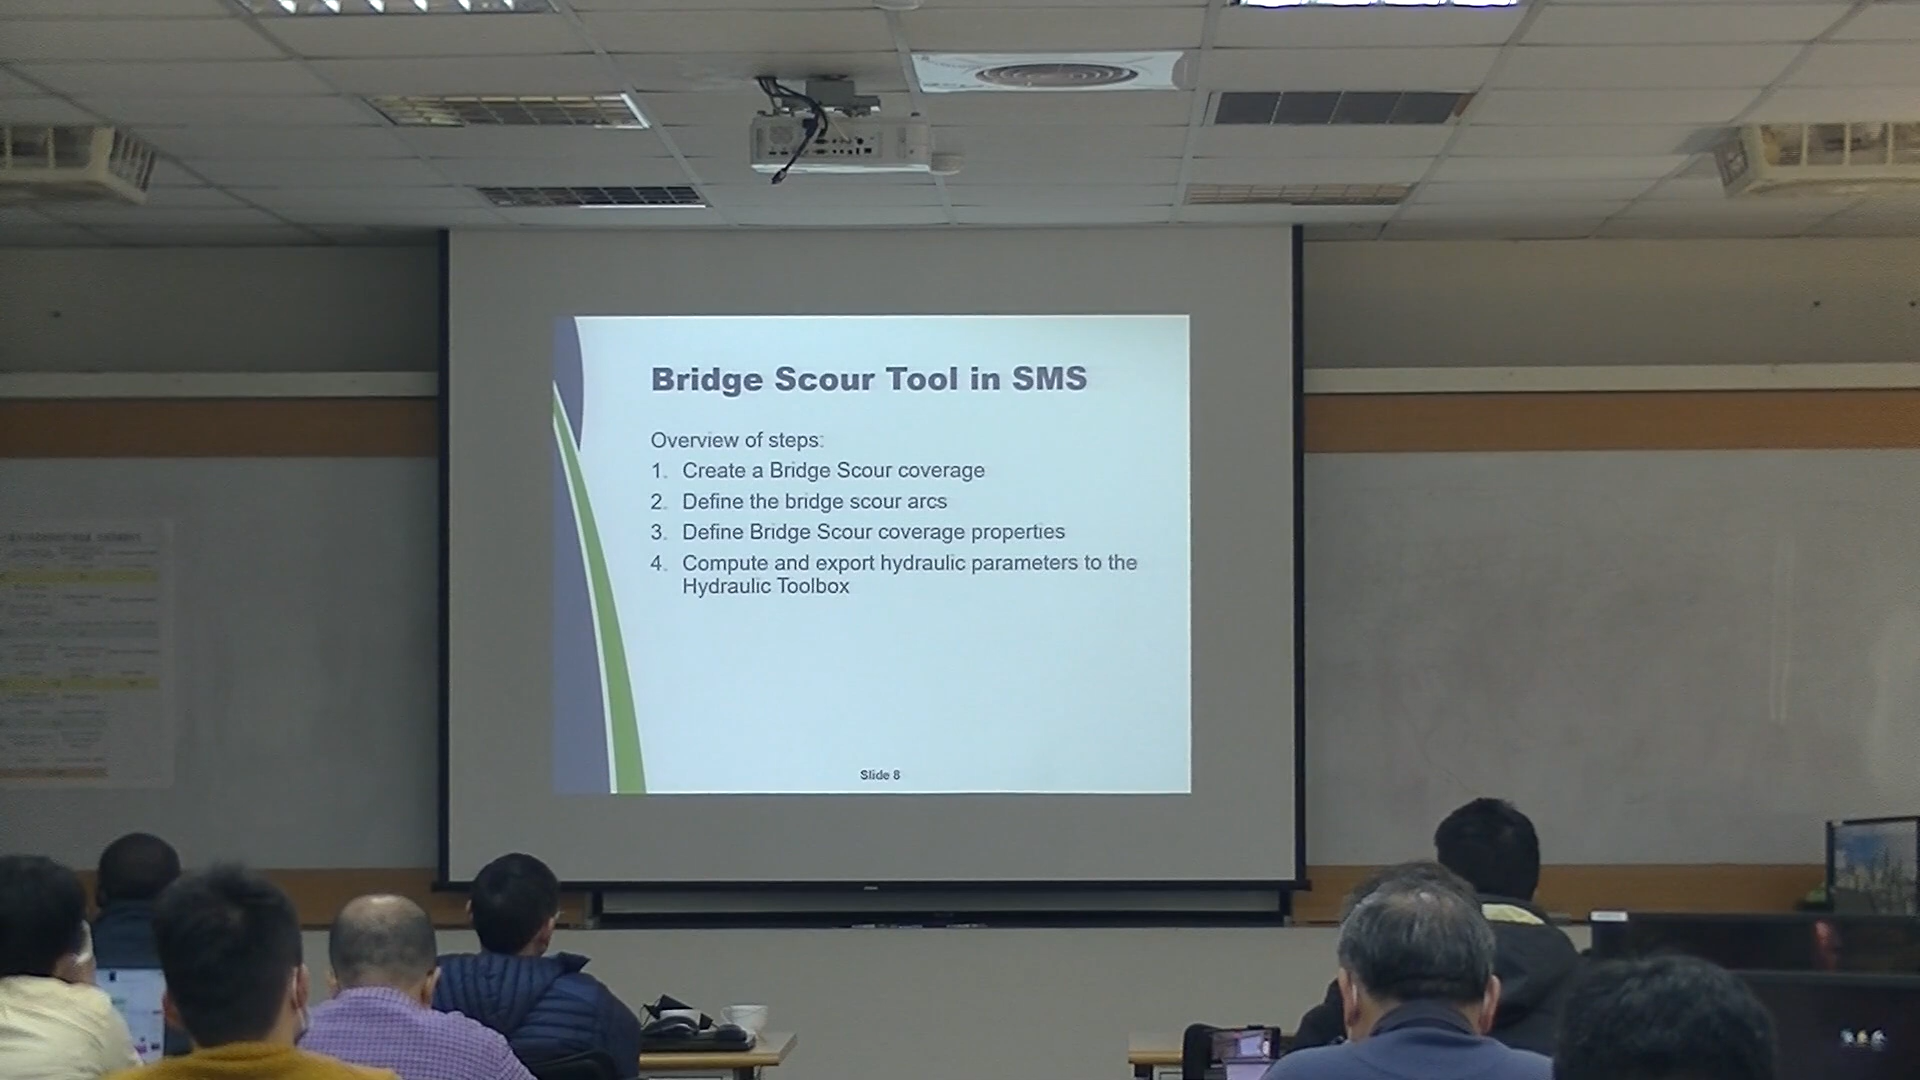 Bridge Scour Tool in SMS
Overview of steps:
1. Create a Bridge Scour coverage
2. Define the bridge scour arcs
3. Define Bridge Scour coverage properties
4. Compute and export hydraulic parameters to the
Hydraulic Toolbox
Slide 8